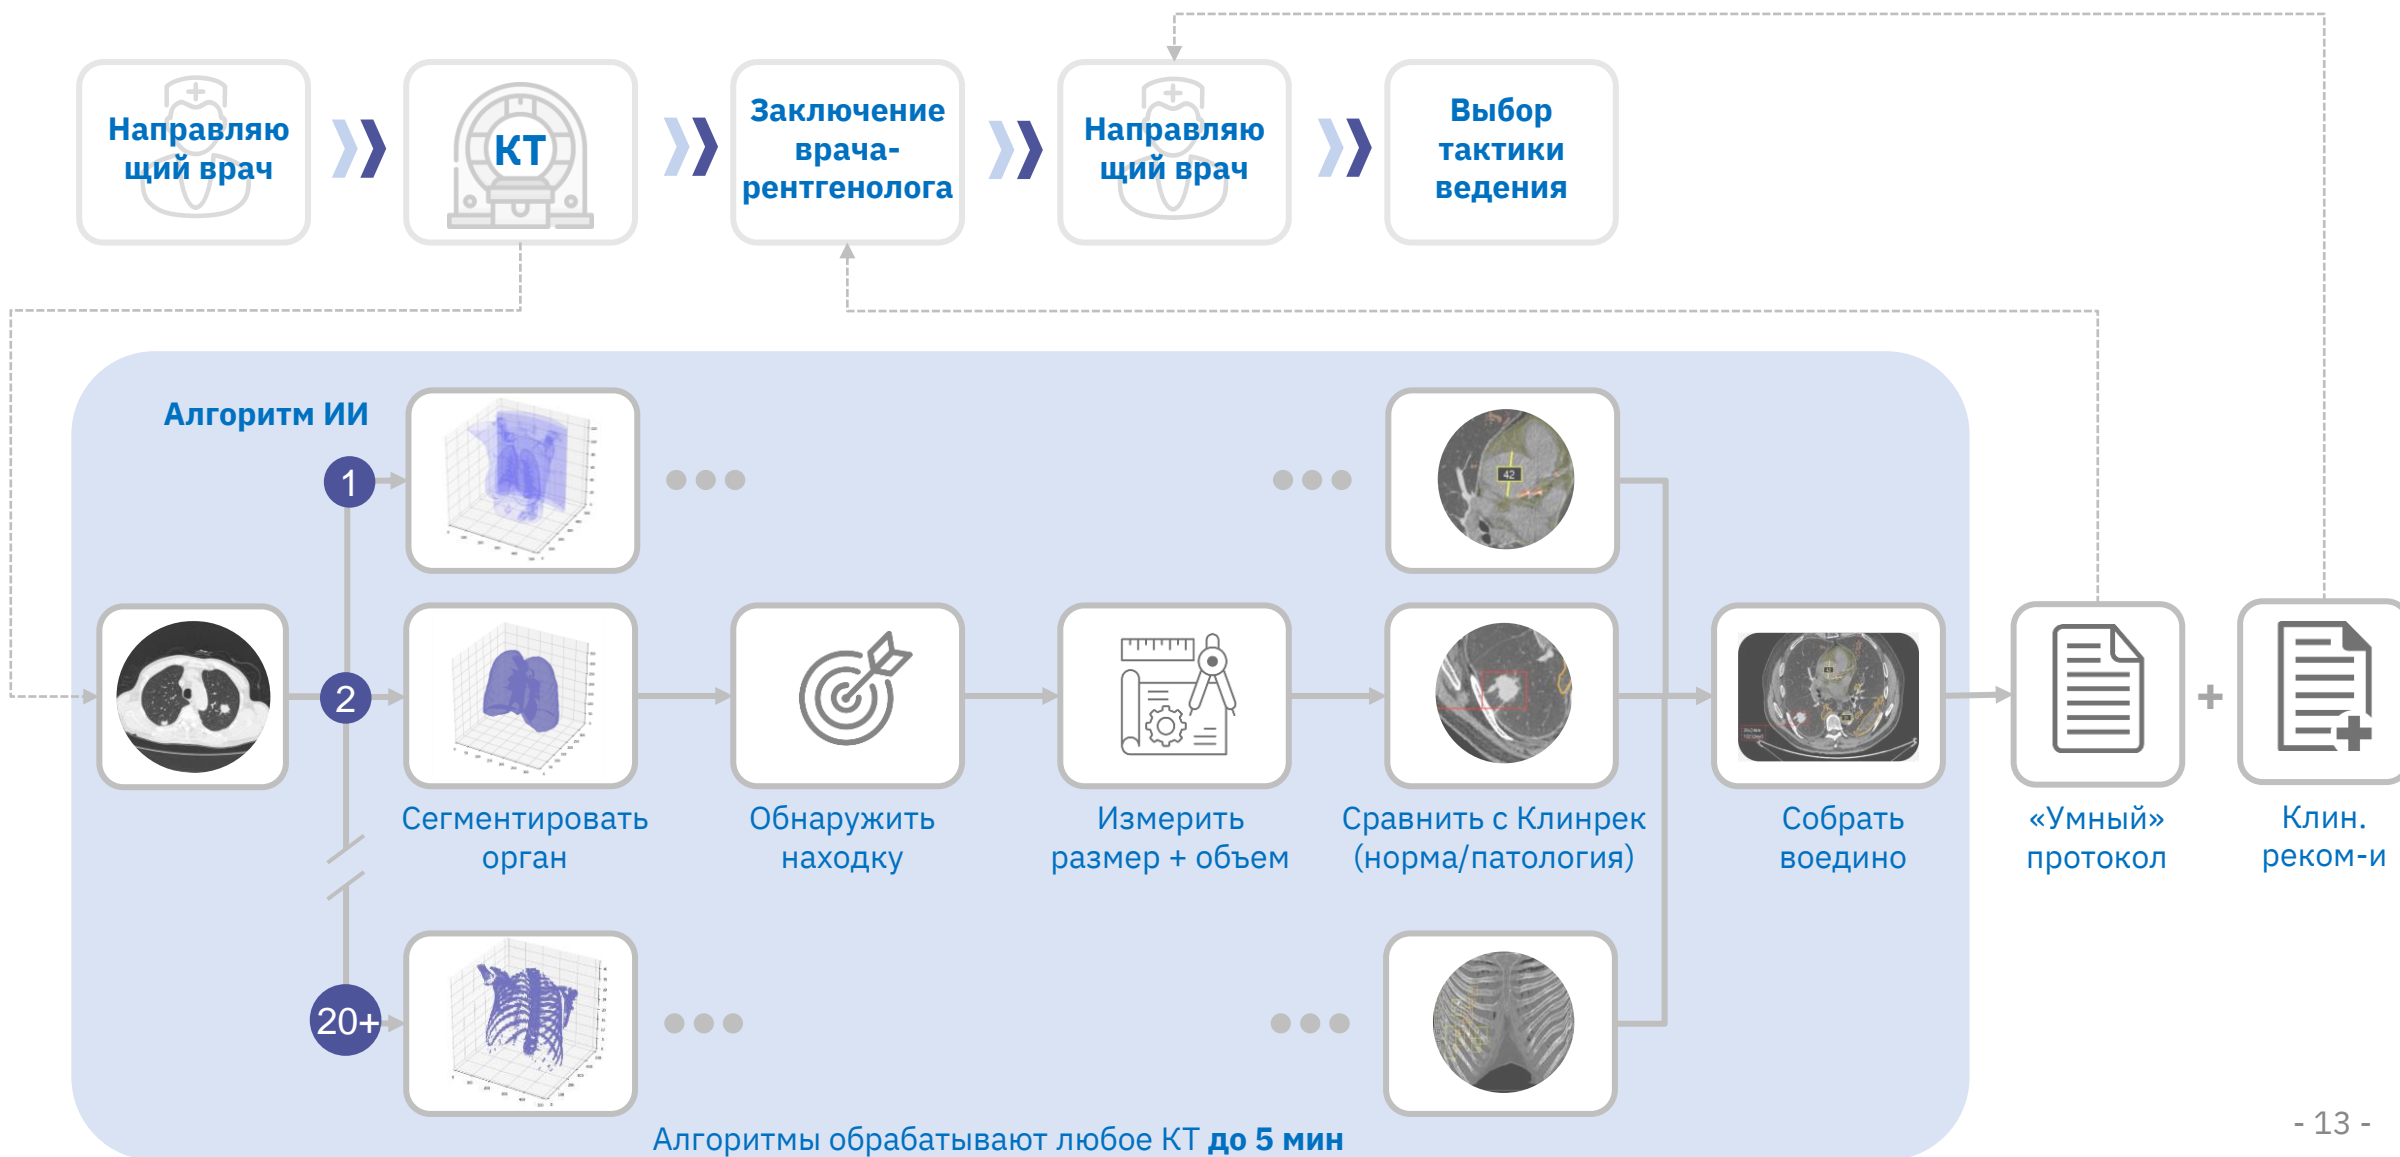 Направляю
щий врач
КТ
Заключение
врача-
рентгенолога
Направляю
щий врач
Выбор
тактики
ведения
Алгоритм ИИ
1
42
2
Сегментировать
орган
Обнаружить
находку
Измерить
размер + объем
Сравнить с Клинрек
(норма/патология)
Собрать
воедино
«Умный»
протокол
+
Клин.
реком-и
20+
Алгоритмы обрабатывают любое КТ до 5 мин
- 13 -